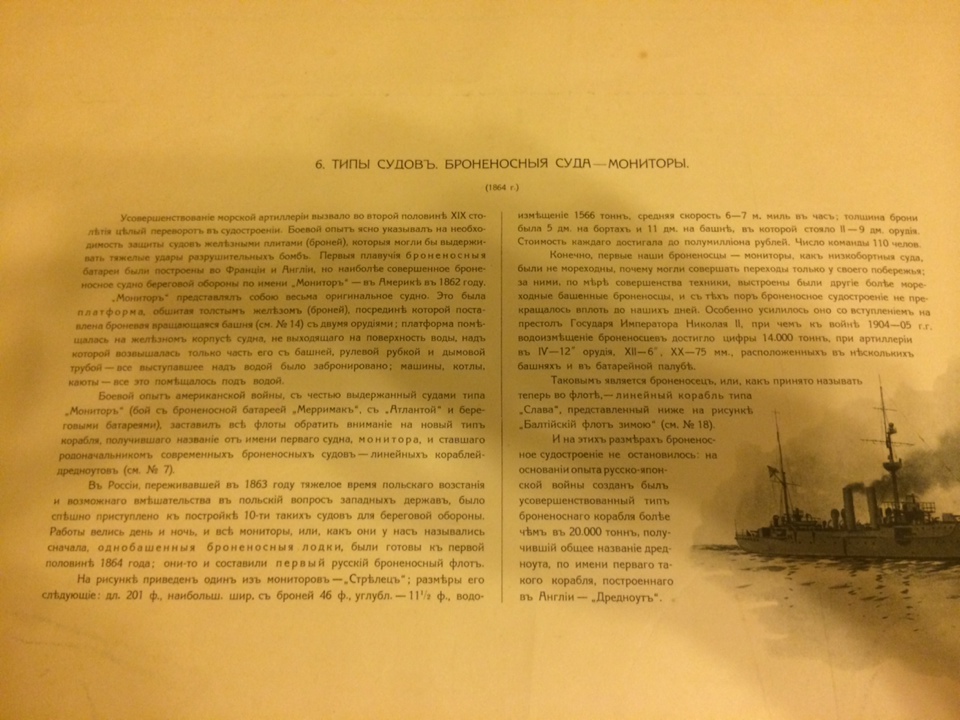 6. ТИПЫ СУДОВЪ. БРОНЕНОСНЫЯ СУДА—МОНИТОРЫ.
(1864 г.)
Усовершенствованіе морской артиллеріи вызвало во второй половинѣ XIX сто-
лѣтія цѣлый переворотъ въ судостроеніи. Боевой опытъ ясно указывалъ на необхо-
димость защиты судовъ желѣзными плитами (броней), которыя могли бы выдержи-
вать тяжелые удары разрушительныхъ бомбъ. Первыя плавучія броненосныя
батареи были построены во Франціи и Англіи, но наиболѣе совершенное броне-
носное судно береговой обороны по имени „Мониторъ“ — въ Америкѣ въ 1862 году.
„Мониторъ“ представлялъ собою весьма оригинальное судно. Это была
платформа, обшитая толстымъ желѣзомъ (броней), посрединѣ которой поста-
влена броневая вращающаяся башня (см. № 14) съ двумя орудіями; платформа помѣ-
щалась на желѣзномъ корпусѣ судна, не выходящаго на поверхность воды, надъ
которой возвышалась только часть его съ башней, рулевой рубкой и дымовой
трубой — все выступавшее надъ водой было забронировано; машины, котлы,
каюты — все это помѣщалось подъ водой.
Боевой опытъ американской войны, съ честью выдержанный судами типа
„Мониторъ“ (бой съ броненосной батареей „Мерримакъ“, съ „Атлантой“ и бере-
говыми батареями), заставилъ всѣ флоты обратить вниманіе на новый типъ
корабля, получившаго названіе отъ имени перваго судна, монитора, и ставшаго
родоначальникомъ современныхъ броненосныхъ судовъ — линейныхъ кораблей-
дредноутовъ (см. № 7).
Въ Россіи, переживавшей въ 1863 году тяжелое время польскаго возстанія
и возможнаго вмѣшательства въ польскій вопросъ западныхъ державъ, было
спѣшно приступлено къ постройкѣ 10-ти такихъ судовъ для береговой обороны.
Работы велись день и ночь, и всѣ мониторы, или, какъ они у насъ назывались
сначала, однобашенныя броненосныя лодки, были готовы къ первой
половинѣ 1864 года; они-то и составили первый русскій броненосный флотъ.
На рисункѣ приведенъ одинъ изъ мониторовъ — „Стрѣлецъ“; размѣры его
слѣдующіе: дл. 201 ф., наибольш. шир. съ броней 46 ф., углубл. — 11¹/₂ ф., водо-
измѣщеніе 1566 тоннъ, средняя скорость 6—7 м. миль въ часъ; толщина брони
была 5 дм. на бортахъ и 11 дм. на башнѣ, въ которой стояло II — 9 дм. орудія.
Стоимость каждаго достигала до полумилліона рублей. Число команды 110 челов.
Конечно, первые наши броненосцы — мониторы, какъ низкобортныя суда,
были не мореходны, почему могли совершать переходы только у своего побережья;
за ними, по мѣрѣ совершенства техники, выстроены были другіе болѣе море-
ходные башенные броненосцы, и съ тѣхъ поръ броненосное судостроеніе не пре-
кращалось вплоть до нашихъ дней. Особенно усилилось оно со вступленіемъ на
престолъ Государя Императора Николая II, при чемъ къ войнѣ 1904—05 г.г.
водоизмѣщеніе броненосцевъ достигло цифры 14.000 тоннъ, при артиллеріи
въ IV—12" орудія, XII—6", XX—75 мм., расположенныхъ въ нѣсколькихъ
башняхъ и въ батарейной палубѣ.
Таковымъ является броненосецъ, или, какъ принято называть
теперь во флотѣ, — линейный корабль типа
„Слава“, представленный ниже на рисункѣ
„Балтійскій флотъ зимою“ (см. № 18).
И на этихъ размѣрахъ броненос-
ное судостроеніе не остановилось: на
основаніи опыта русско-япон-
ской войны созданъ былъ
усовершенствованный типъ
броненоснаго корабля болѣе
чѣмъ въ 20.000 тоннъ, полу-
чившій общее названіе дред-
ноута, по имени перваго та-
кого корабля, построеннаго
въ Англіи — „Дредноутъ“.